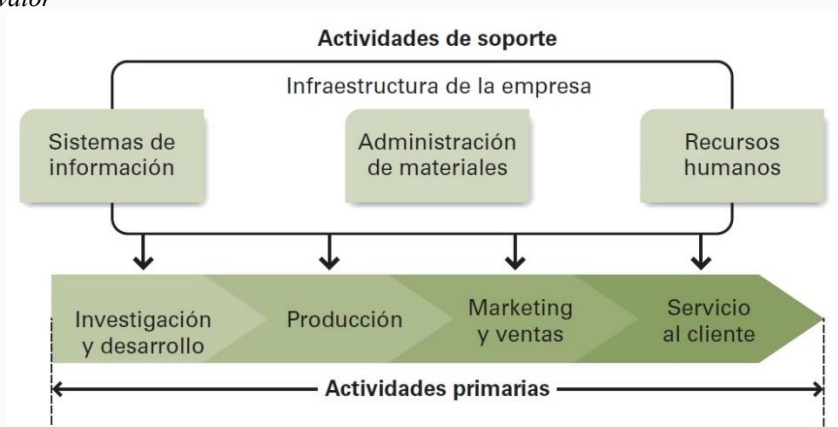 valor
Actividades de soporte
Infraestructura de la empresa
Sistemas de
información
Administración
de materiales
Recursos
humanos
Investigación
y desarrollo
Producción
Marketing
y ventas
Servicio
al cliente
Actividades primarias